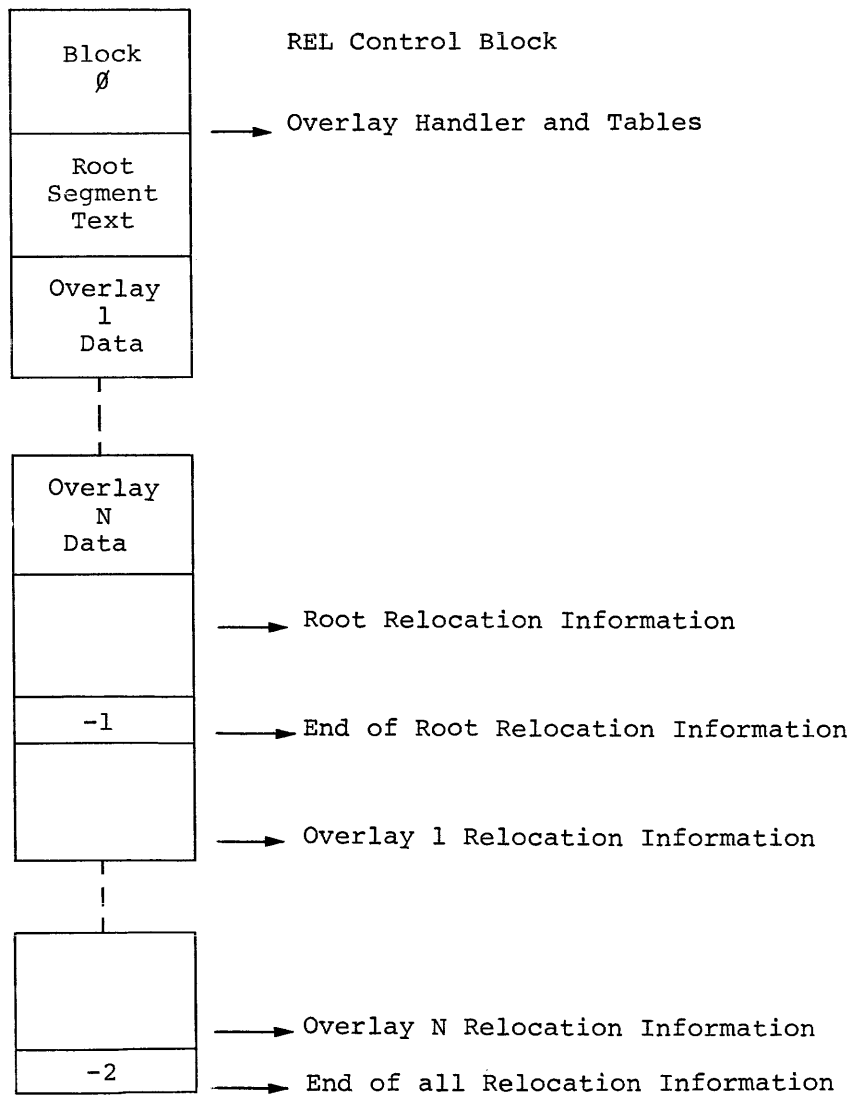 Block
Ø
REL Control Block
Overlay Handler and Tables
Root
Segment
Text
Overlay
1
Data
Overlay
N
Data
Root Relocation Information
-1
End of Root Relocation Information
Overlay 1 Relocation Information
Overlay N Relocation Information
-2
End of all Relocation Information